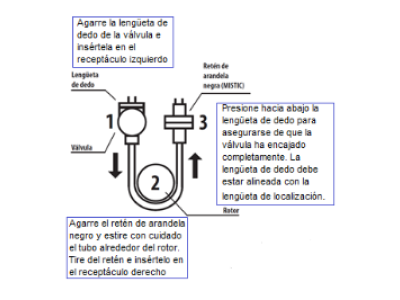 Agarre la lengüeta de
dedo de la válvula e
insértela en el
receptáculo izquierdo
Lengüeta
de dedo
Retén de
arandela
negra (MISTIC)
1
3
Válvula
Presione hacia abajo la
lengüeta de dedo para
asegurarse de que la
válvula ha encajado
completamente. La
lengüeta de dedo debe
estar alineada con la
lengüeta de localización.
2
Rotor
Agarre el retén de arandela
negro y estire con cuidado
el tubo alrededor del rotor.
Tire del retén e insértelo en
el receptáculo derecho